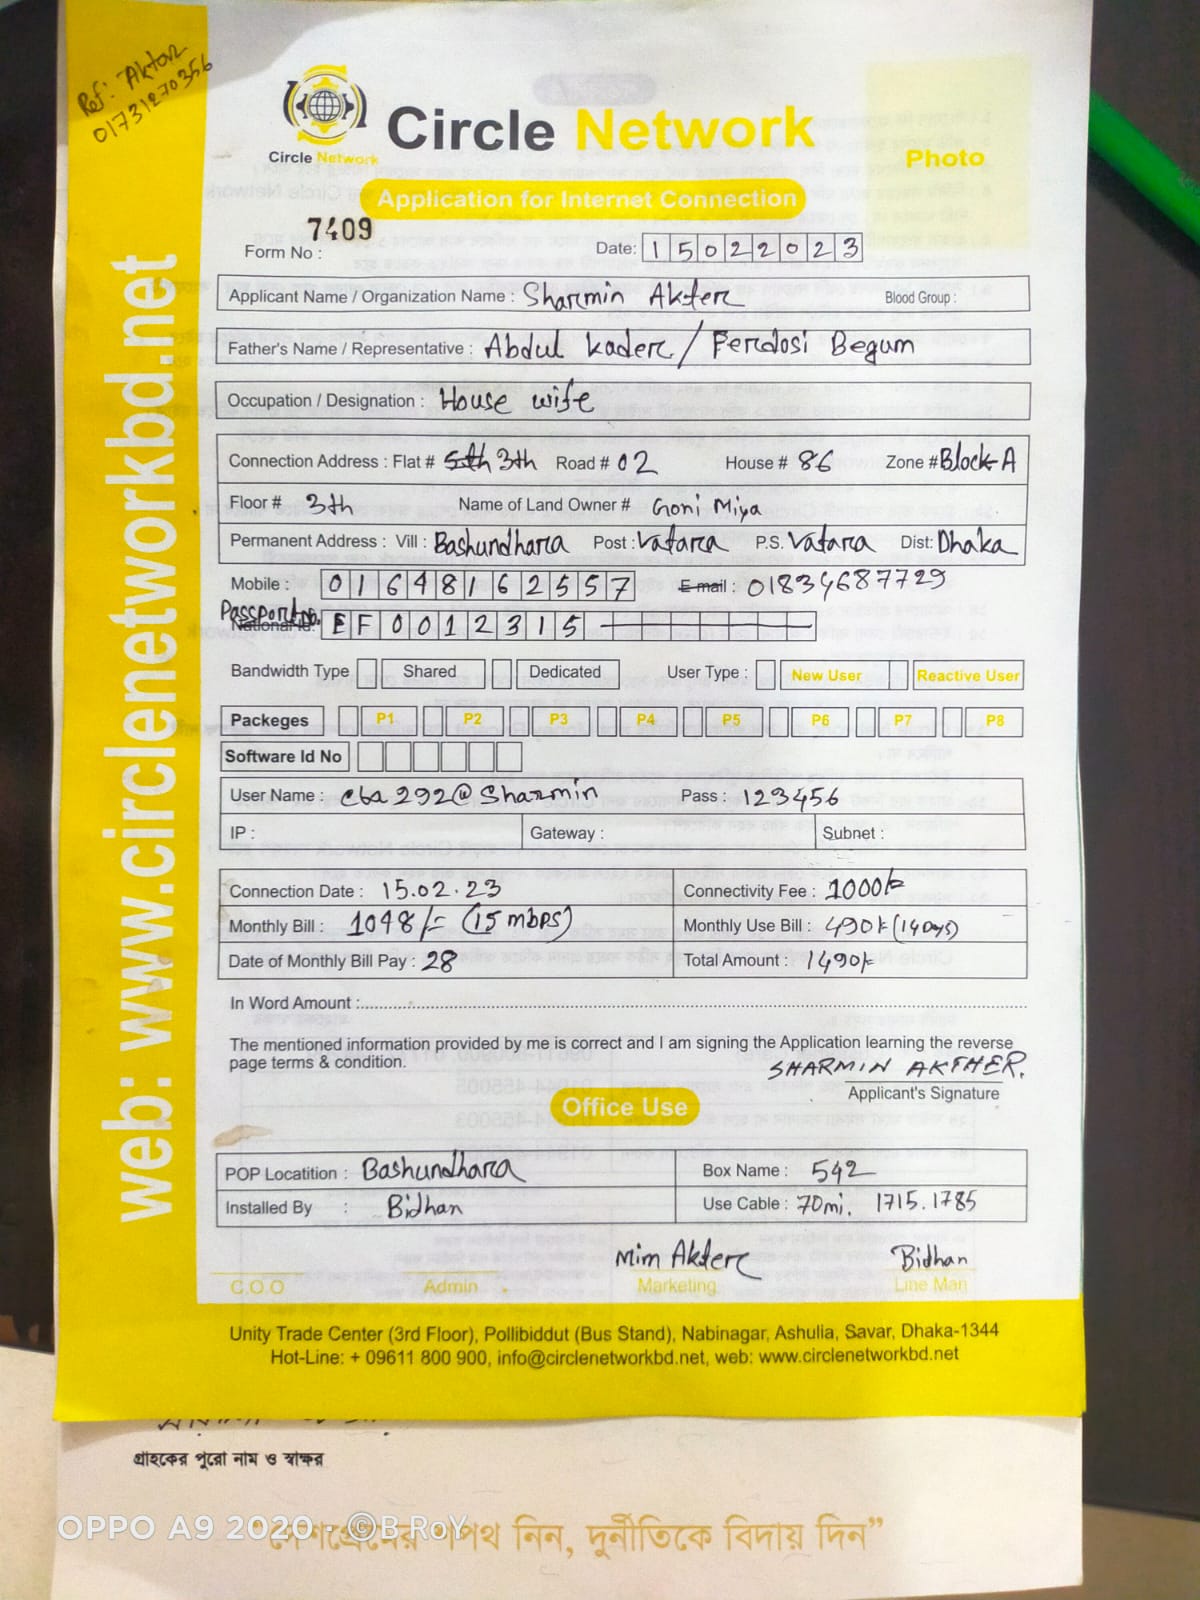 Ref: Aktar
01731270356
Circle Network
Circle Network
Photo
Application for Internet Connection
7409
Form No :
Date: 15022023
Applicant Name / Organization Name : Sharmin Akter Blood Group :
Father's Name / Representative : Abdul Kader / Ferdosi Begum
Occupation / Designation : House wife
Connection Address : Flat # 5th 3th Road # 02 House # 86 Zone # Block-A
Floor # 3th Name of Land Owner # Goni Miya
Permanent Address : Vill : Bashundhara Post : Vatara P.S. Vatara Dist: Dhaka
Mobile : 01648162557 E-mail : 01834687729
Passport No.
National Id: EF0012315
Bandwidth Type Shared Dedicated User Type : New User Reactive User
Packeges P1 P2 P3 P4 P5 P6 P7 P8
Software Id No
User Name : cba292@Sharmin Pass : 123456
IP : Gateway : Subnet :
Connection Date : 15.02.23 Connectivity Fee : 1000/=
Monthly Bill : 1048/= (15 mbps) Monthly Use Bill : 490/= (14 Days)
Date of Monthly Bill Pay : 28 Total Amount : 1490/=
In Word Amount :
The mentioned information provided by me is correct and I am signing the Application learning the reverse
page terms & condition.
SHARMIN AKTHER.
Applicant's Signature
Office Use
POP Locatition : Bashundhara Box Name : 542
Installed By : Bidhan Use Cable : 70mi. 1715.1785
Mim Akter Bidhan
C.O.O Admin Marketing Line Man
Unity Trade Center (3rd Floor), Pollibiddut (Bus Stand), Nabinagar, Ashulia, Savar, Dhaka-1344
Hot-Line: + 09611 800 900, info@circlenetworkbd.net, web: www.circlenetworkbd.net
web: www.circlenetworkbd.net
গ্রাহকের পুরো নাম ও স্বাক্ষর
OPPO A9 2020 · ©B RoY
শপথ নিন, দুর্নীতিকে বিদায় দিন”